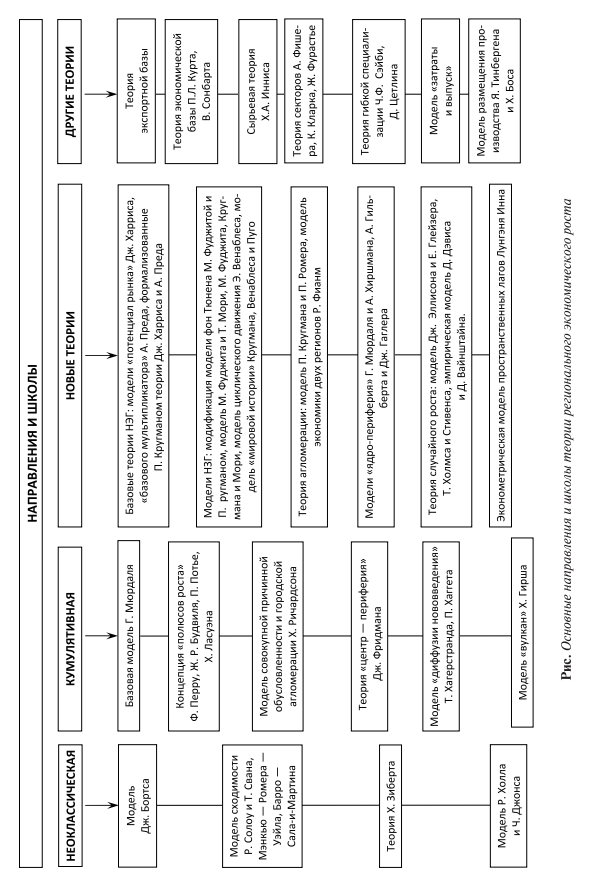 НАПРАВЛЕНИЯ И ШКОЛЫ
НЕОКЛАССИЧЕСКАЯ
Модель
Дж. Бортса
Модель сходимости
Р. Солоу и Т. Свана,
Мэнкью — Ромера —
Уэйла, Барро —
Сала-и-Мартина
Теория Х. Зиберта
Модель Р. Холла
и Ч. Джонса
КУМУЛЯТИВНАЯ
Базовая модель Г. Мюрдаля
Концепция «полюсов роста»
Ф. Перру, Ж. Р. Будвиля, П. Потье,
Х. Ласуэна
Модель совокупной причинной
обусловленности и городской
агломерации Х. Ричардсона
Теория «центр — периферия»
Дж. Фридмана
Модель «диффузии нововведения»
Т. Хагерстранда, П. Хаггета
Модель «вулкан» Х. Гирша
НОВЫЕ ТЕОРИИ
Базовые теории НЭГ: модели «потенциал рынка» Дж. Харриса,
«базового мультипликатора» А. Преда, формализованные
П. Кругманом теории Дж. Харриса и А. Преда
Модели НЭГ: модификация модели фон Тюнена М. Фуджитой и
П. ругманом, модель М. Фуджита и Т. Мори, М. Фуджита, Круг-
мана и Мори, модель циклического движения Э. Венаблеса, мо-
дель «мировой истории» Кругмана, Венаблеса и Пуго
Теория агломерации: модель П. Кругмана и П. Ромера, модель
экономики двух регионов Р. Фианм
Модели «ядро-периферия» Г. Мюрдаля и А. Хиршмана, А. Гиль-
берта и Дж. Гаглера
Теория случайного роста: модель Дж. Эллисона и Е. Глейзера,
Т. Холмса и Стивенса, эмпирическая модель Д. Дэвиса
и Д. Вайнштайна.
Эконометрическая модель пространственных лагов Лунгэня Инна
ДРУГИЕ ТЕОРИИ
Теория
экспортной базы
Теория экономической
базы П.Л. Курта,
В. Сонбарта
Сырьевая теория
Х.А. Инниса
Теория секторов А. Фише-
ра, К. Кларка, Ж. Фурастье
Теория гибкой специали-
зации Ч.Ф. Сэйби,
Д. Цетлина
Модель «затраты
и выпуск»
Модель размещения про-
изводства Я. Тинбергена
и Х. Боса
Рис. Основные направления и школы теории регионального экономического роста